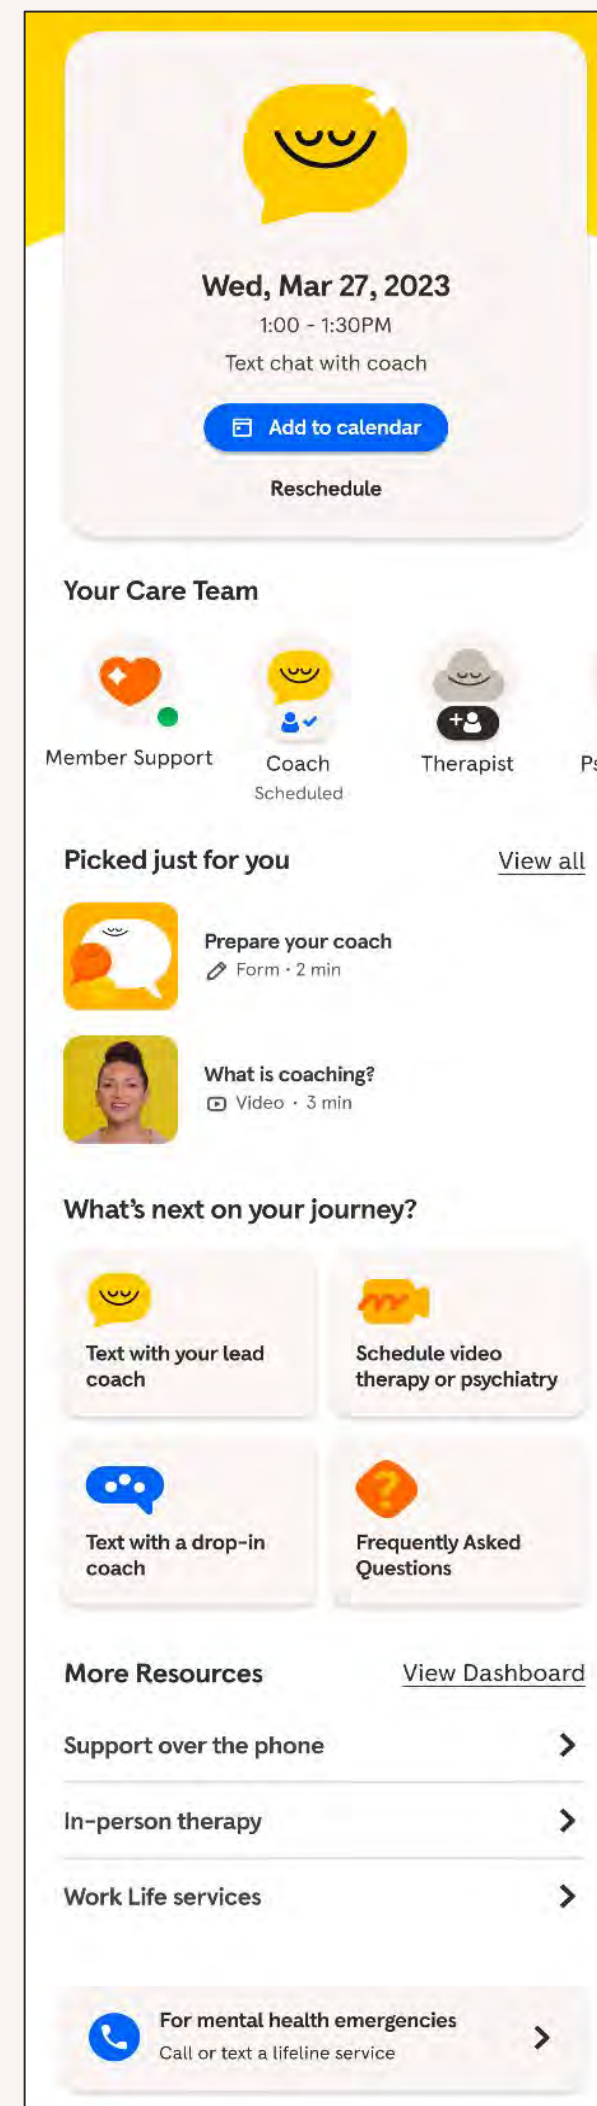 Wed, Mar 27, 2023
1:00 - 1:30PM
Text chat with coach
Add to calendar
Reschedule
Your Care Team
Member Support
Coach
Scheduled
Therapist
Ps
Picked just for you
View all
Prepare your coach
Form · 2 min
What is coaching?
Video · 3 min
What's next on your journey?
Text with your lead
coach
Schedule video
therapy or psychiatry
Text with a drop-in
coach
Frequently Asked
Questions
More Resources
View Dashboard
Support over the phone
In-person therapy
Work Life services
For mental health emergencies
Call or text a lifeline service